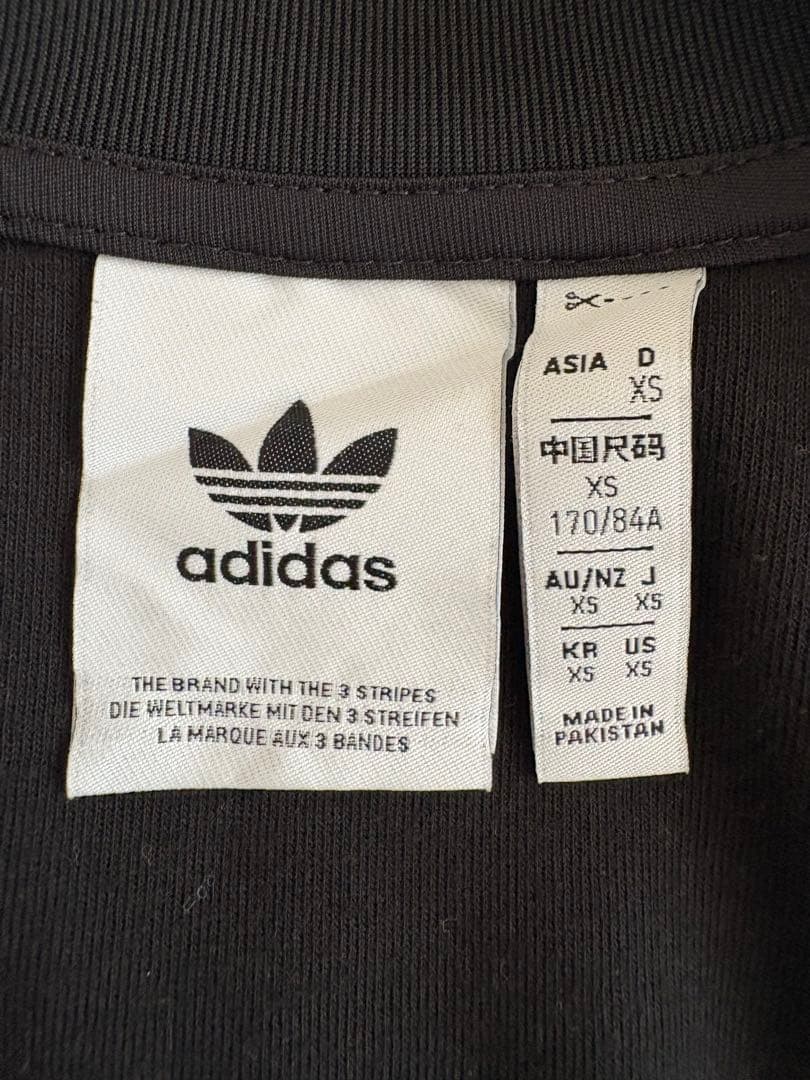 adidas
THE BRAND WITH THE 3 STRIPES
DIE WELTMARKE MIT DEN 3 STREIFEN
LA MARQUE AUX 3 BANDES
ASIA D
XS
中国尺码
XS
170/84A
AU/NZ J
XS XS
KR US
XS XS
MADE IN
PAKISTAN